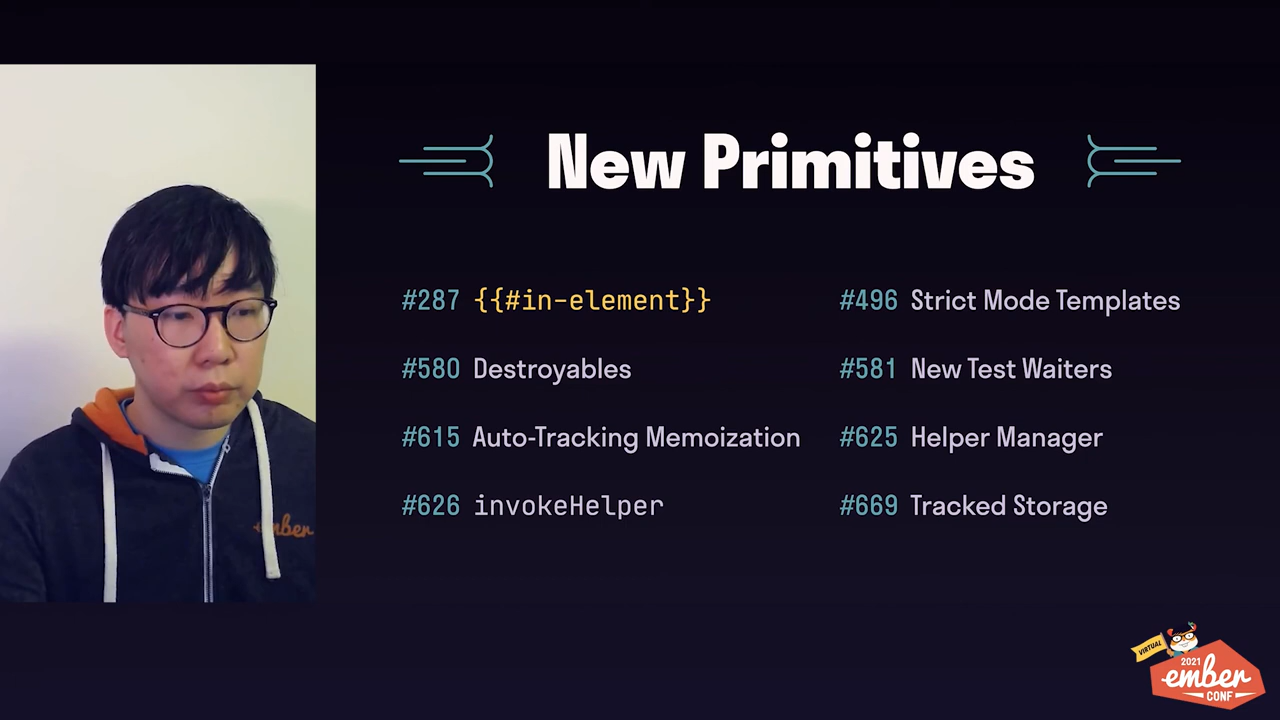 New Primitives
#287 {{#in-element}}
#496 Strict Mode Templates
#580 Destroyables
#581 New Test Waiters
#615 Auto-Tracking Memoization
#625 Helper Manager
#626 invokeHelper
#669 Tracked Storage
ember
VIRTUAL
2021
ember
CONF